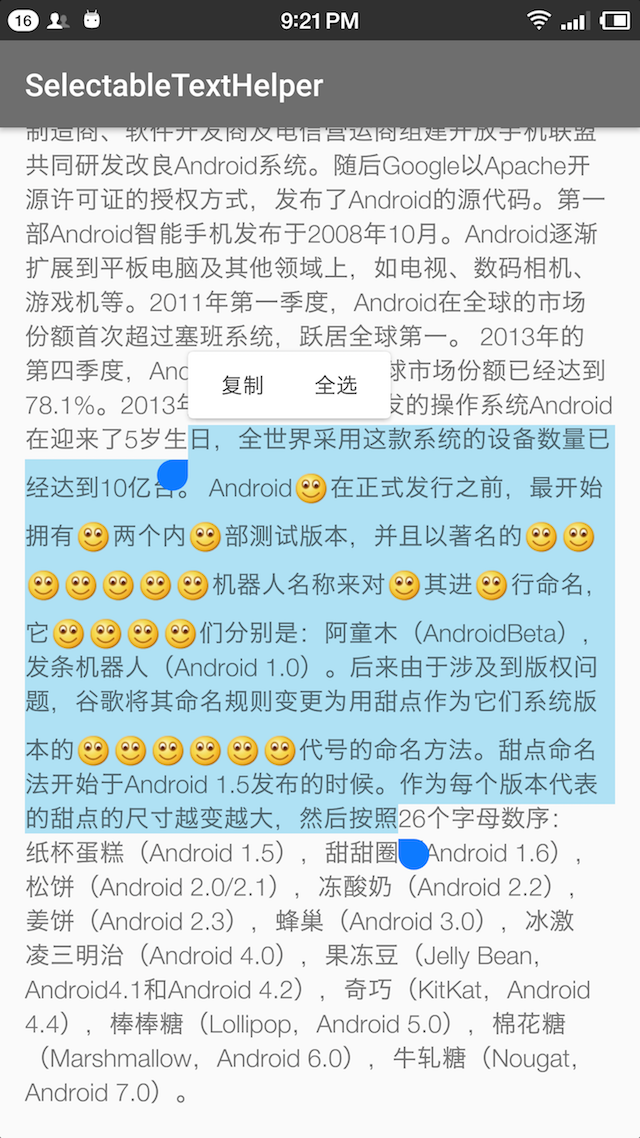 16
9:21 PM
SelectableTextHelper
制造商、软件开发商及电信营运商组建开放手机联盟
共同研发改良Android系统。随后Google以Apache开
源许可证的授权方式，发布了Android的源代码。第一
部Android智能手机发布于2008年10月。Android逐渐
扩展到平板电脑及其他领域上，如电视、数码相机、
游戏机等。2011年第一季度，Android在全球的市场
份额首次超过塞班系统，跃居全球第一。 2013年的
第四季度，And 球市场份额已经达到
复制 全选
78.1%。2013年 发的操作系统Android
在迎来了5岁生日，全世界采用这款系统的设备数量已
经达到10亿台。 Android🙂在正式发行之前，最开始
拥有🙂两个内🙂部测试版本，并且以著名的🙂🙂
🙂🙂🙂🙂🙂机器人名称来对🙂其进🙂行命名，
它🙂🙂🙂🙂们分别是：阿童木（AndroidBeta），
发条机器人（Android 1.0）。后来由于涉及到版权问
题，谷歌将其命名规则变更为用甜点作为它们系统版
本的🙂🙂🙂🙂🙂🙂代号的命名方法。甜点命名
法开始于Android 1.5发布的时候。作为每个版本代表
的甜点的尺寸越变越大，然后按照26个字母数序：
纸杯蛋糕（Android 1.5），甜甜圈 Android 1.6），
松饼（Android 2.0/2.1），冻酸奶（Android 2.2），
姜饼（Android 2.3），蜂巢（Android 3.0），冰激
凌三明治（Android 4.0），果冻豆（Jelly Bean，
Android4.1和Android 4.2），奇巧（KitKat，Android
4.4），棒棒糖（Lollipop，Android 5.0），棉花糖
（Marshmallow，Android 6.0），牛轧糖（Nougat，
Android 7.0）。